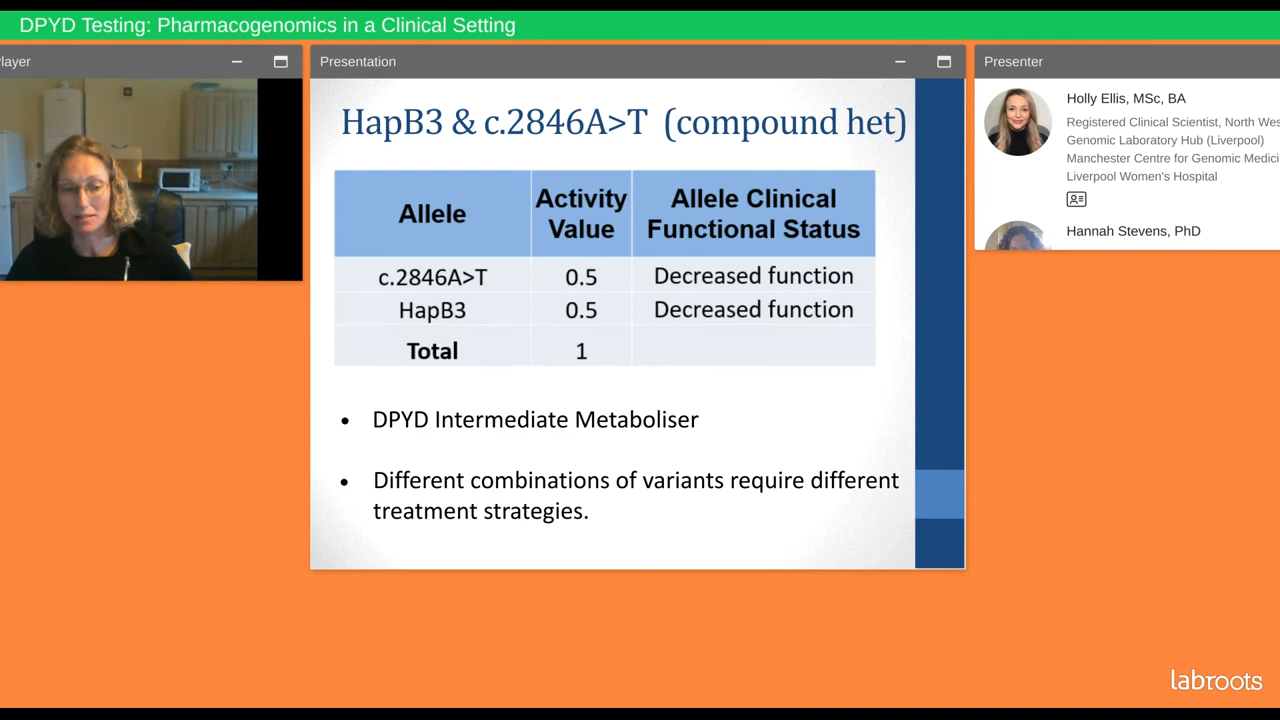 DPYD Testing: Pharmacogenomics in a Clinical Setting
layer
Presentation
Presenter
HapB3 & c.2846A>T (compound het)
Allele
Activity Value
Allele Clinical Functional Status
c.2846A>T 0.5 Decreased function
HapB3 0.5 Decreased function
Total 1
• DPYD Intermediate Metaboliser
• Different combinations of variants require different
treatment strategies.
Holly Ellis, MSc, BA
Registered Clinical Scientist, North Wes
Genomic Laboratory Hub (Liverpool)
Manchester Centre for Genomic Medici
Liverpool Women's Hospital
Hannah Stevens, PhD
labroots